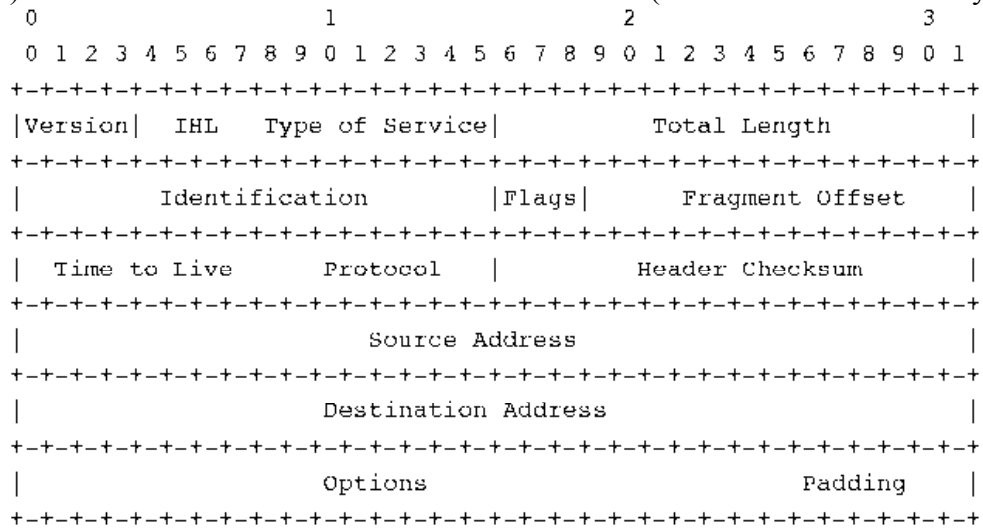 0 1 2 3
0 1 2 3 4 5 6 7 8 9 0 1 2 3 4 5 6 7 8 9 0 1 2 3 4 5 6 7 8 9 0 1
+-+-+-+-+-+-+-+-+-+-+-+-+-+-+-+-+-+-+-+-+-+-+-+-+-+-+-+-+-+-+-+-+
|Version| IHL Type of Service| Total Length |
+-+-+-+-+-+-+-+-+-+-+-+-+-+-+-+-+-+-+-+-+-+-+-+-+-+-+-+-+-+-+-+-+
| Identification |Flags| Fragment Offset |
+-+-+-+-+-+-+-+-+-+-+-+-+-+-+-+-+-+-+-+-+-+-+-+-+-+-+-+-+-+-+-+-+
| Time to Live Protocol | Header Checksum |
+-+-+-+-+-+-+-+-+-+-+-+-+-+-+-+-+-+-+-+-+-+-+-+-+-+-+-+-+-+-+-+-+
| Source Address |
+-+-+-+-+-+-+-+-+-+-+-+-+-+-+-+-+-+-+-+-+-+-+-+-+-+-+-+-+-+-+-+-+
| Destination Address |
+-+-+-+-+-+-+-+-+-+-+-+-+-+-+-+-+-+-+-+-+-+-+-+-+-+-+-+-+-+-+-+-+
| Options Padding |
+-+-+-+-+-+-+-+-+-+-+-+-+-+-+-+-+-+-+-+-+-+-+-+-+-+-+-+-+-+-+-+-+